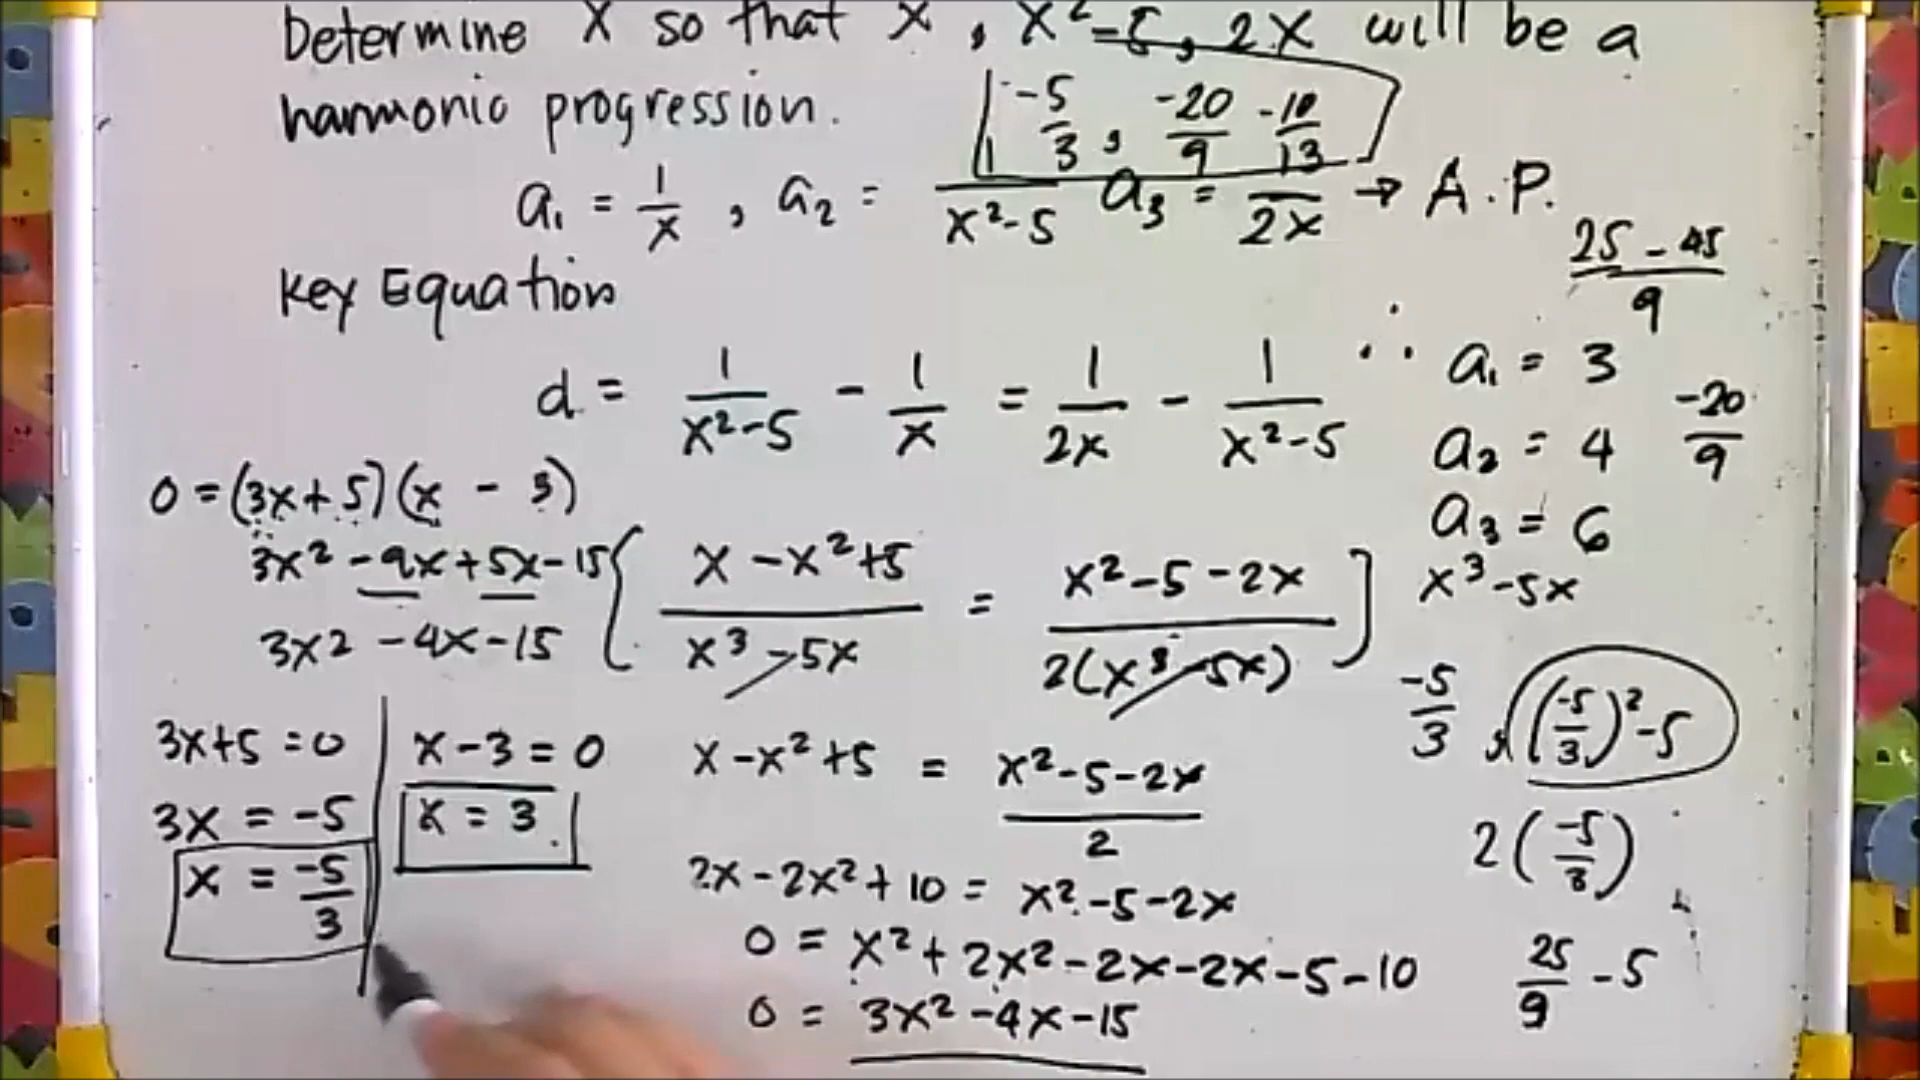 Determine x so that x, x²-5, 2x will be a
harmonic progression.
-5/3, -20/9 -10/13
a₁ = 1/x, a₂ = 1/(x²-5) a₃ = 1/2x → A.P.
(25-45)/9
Key Equation
d = 1/(x²-5) - 1/x = 1/2x - 1/(x²-5)
∴ a₁ = 3
a₂ = 4
a₃ = 6
-20/9
0 = (3x+5)(x - 3)
3x² -9x+5x-15
3x2 -4x-15
(x-x²+5)/(x³-5x) = (x²-5-2x)/(2(x³-5x))
x³-5x
-5/3, (-5/3)²-5
2(-5/3)
25/9 -5
3x+5=0
3x = -5
x = -5/3
x-3=0
x = 3
x-x²+5 = (x²-5-2x)/2
2x-2x²+10 = x²-5-2x
0 = x²+2x²-2x-2x-5-10
0 = 3x²-4x-15